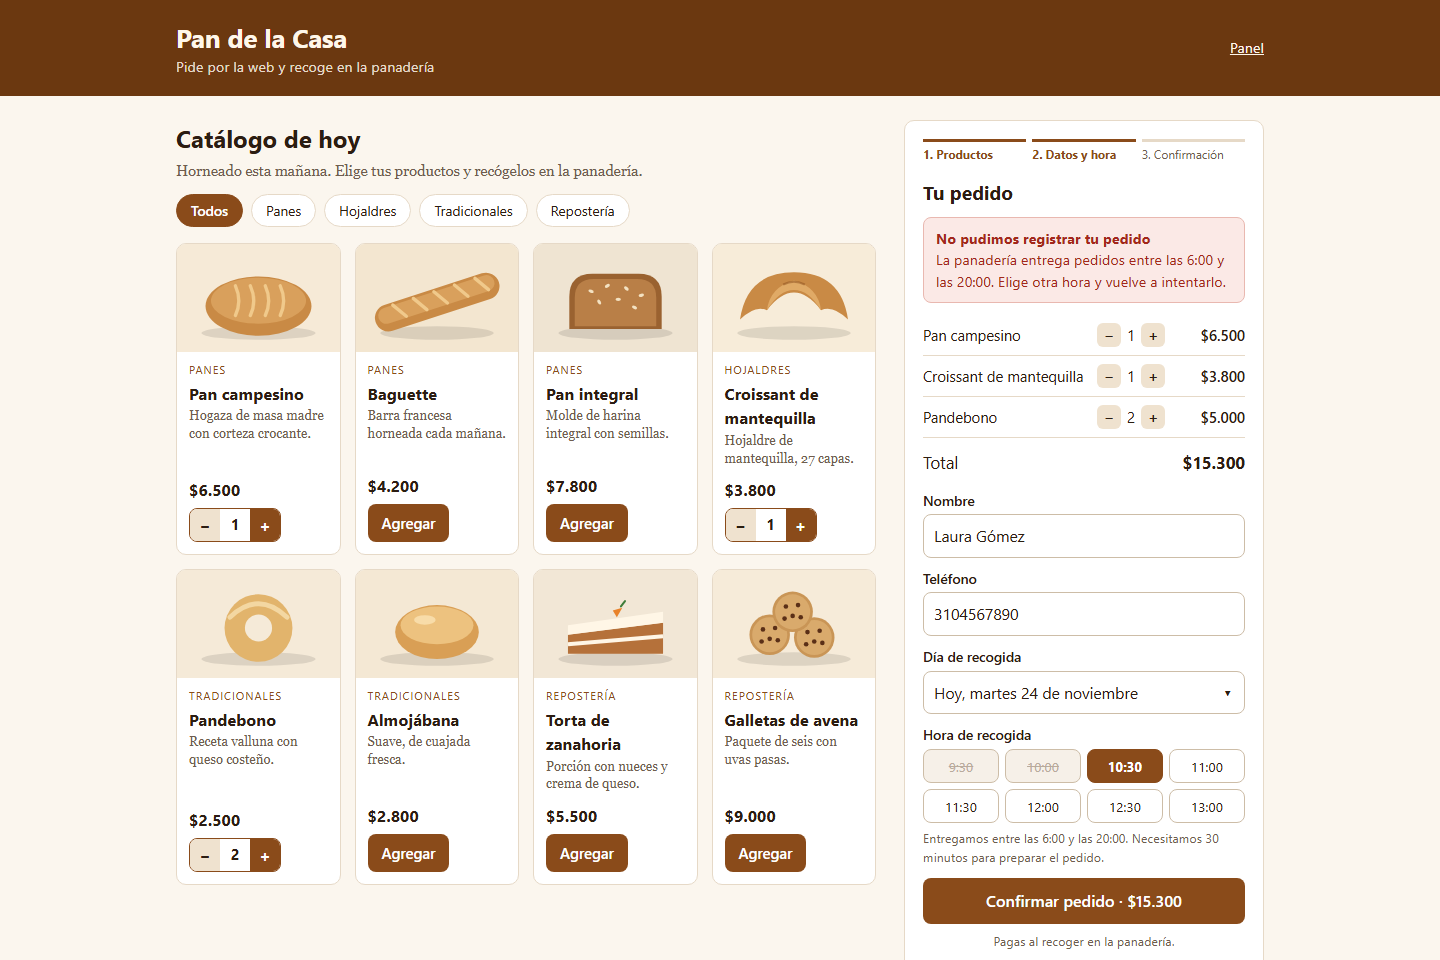 Pan de la Casa
Pide por la web y recoge en la panadería
Panel
Catálogo de hoy
Horneado esta mañana. Elige tus productos y recógelos en la panadería.
Todos
Panes
Hojaldres
Tradicionales
Repostería
PANES
Pan campesino
Hogaza de masa madre
con corteza crocante.
$6.500
− 1 +
PANES
Baguette
Barra francesa
horneada cada mañana.
$4.200
Agregar
PANES
Pan integral
Molde de harina
integral con semillas.
$7.800
Agregar
HOJALDRES
Croissant de
mantequilla
Hojaldre de
mantequilla, 27 capas.
$3.800
− 1 +
TRADICIONALES
Pandebono
Receta valluna con
queso costeño.
$2.500
− 2 +
TRADICIONALES
Almojábana
Suave, de cuajada
fresca.
$2.800
Agregar
REPOSTERÍA
Torta de
zanahoria
Porción con nueces y
crema de queso.
$5.500
Agregar
REPOSTERÍA
Galletas de avena
Paquete de seis con
uvas pasas.
$9.000
Agregar
1. Productos
2. Datos y hora
3. Confirmación
Tu pedido
No pudimos registrar tu pedido
La panadería entrega pedidos entre las 6:00 y
las 20:00. Elige otra hora y vuelve a intentarlo.
Pan campesino − 1 + $6.500
Croissant de mantequilla − 1 + $3.800
Pandebono − 2 + $5.000
Total $15.300
Nombre
Laura Gómez
Teléfono
3104567890
Día de recogida
Hoy, martes 24 de noviembre
Hora de recogida
9:30 10:00 10:30 11:00
11:30 12:00 12:30 13:00
Entregamos entre las 6:00 y las 20:00. Necesitamos 30
minutos para preparar el pedido.
Confirmar pedido · $15.300
Pagas al recoger en la panadería.